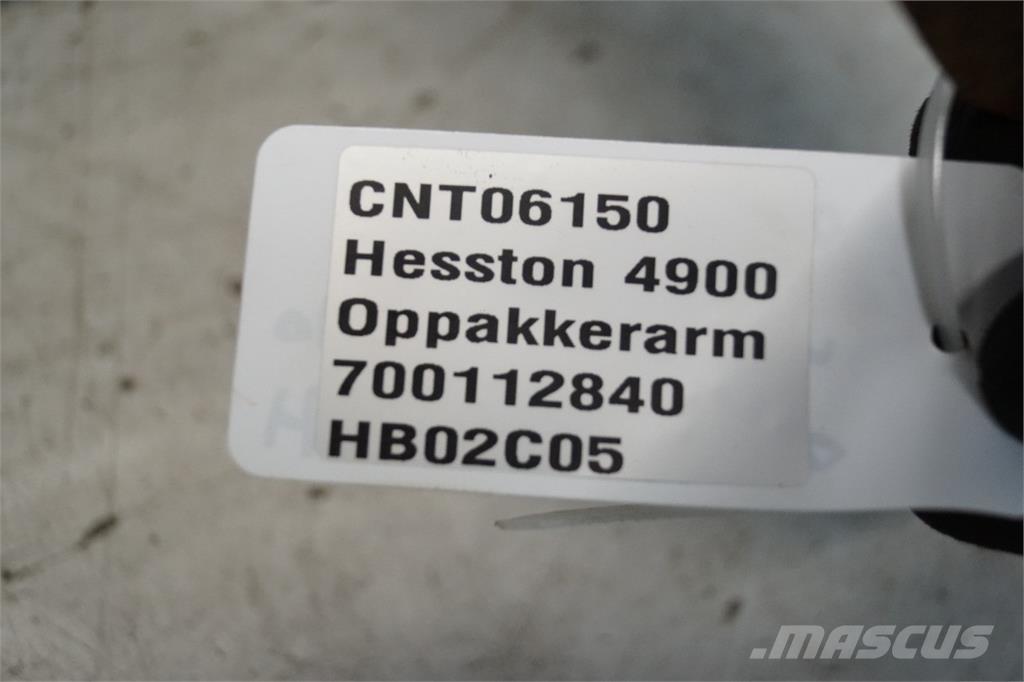 CNT06150
Hesston 4900
Oppakkerarm
700112840
HB02C05
MASCUS